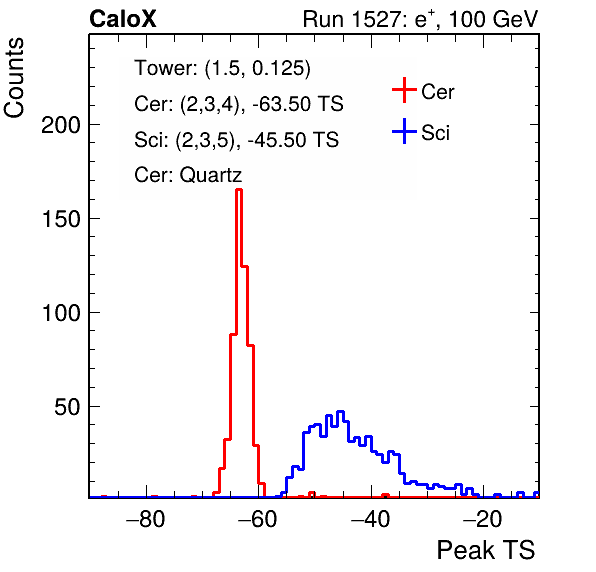 CaloX Run 1527: e⁺, 100 GeV
Counts
Tower: (1.5, 0.125)
Cer: (2,3,4), -63.50 TS
Sci: (2,3,5), -45.50 TS
Cer: Quartz
Cer
Sci
200
150
100
50
−80 −60 −40 −20
Peak TS